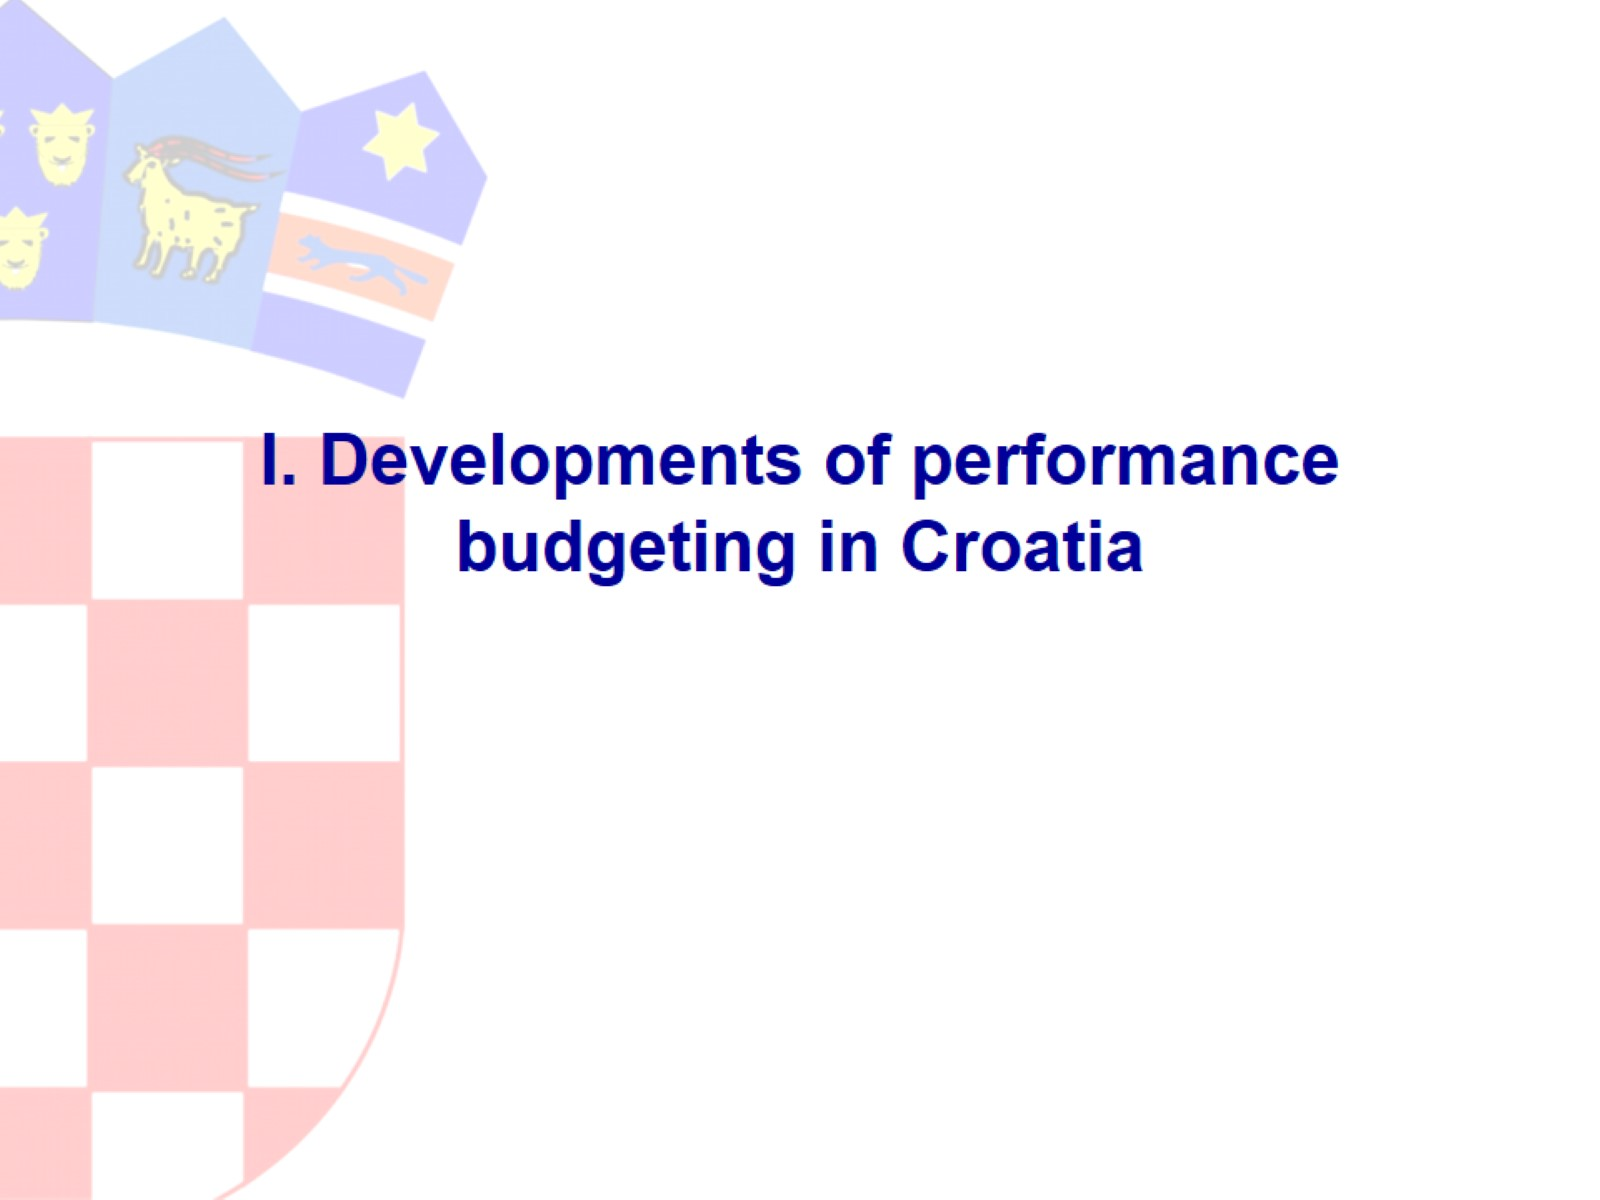 I. Developments of performance
budgeting in Croatia